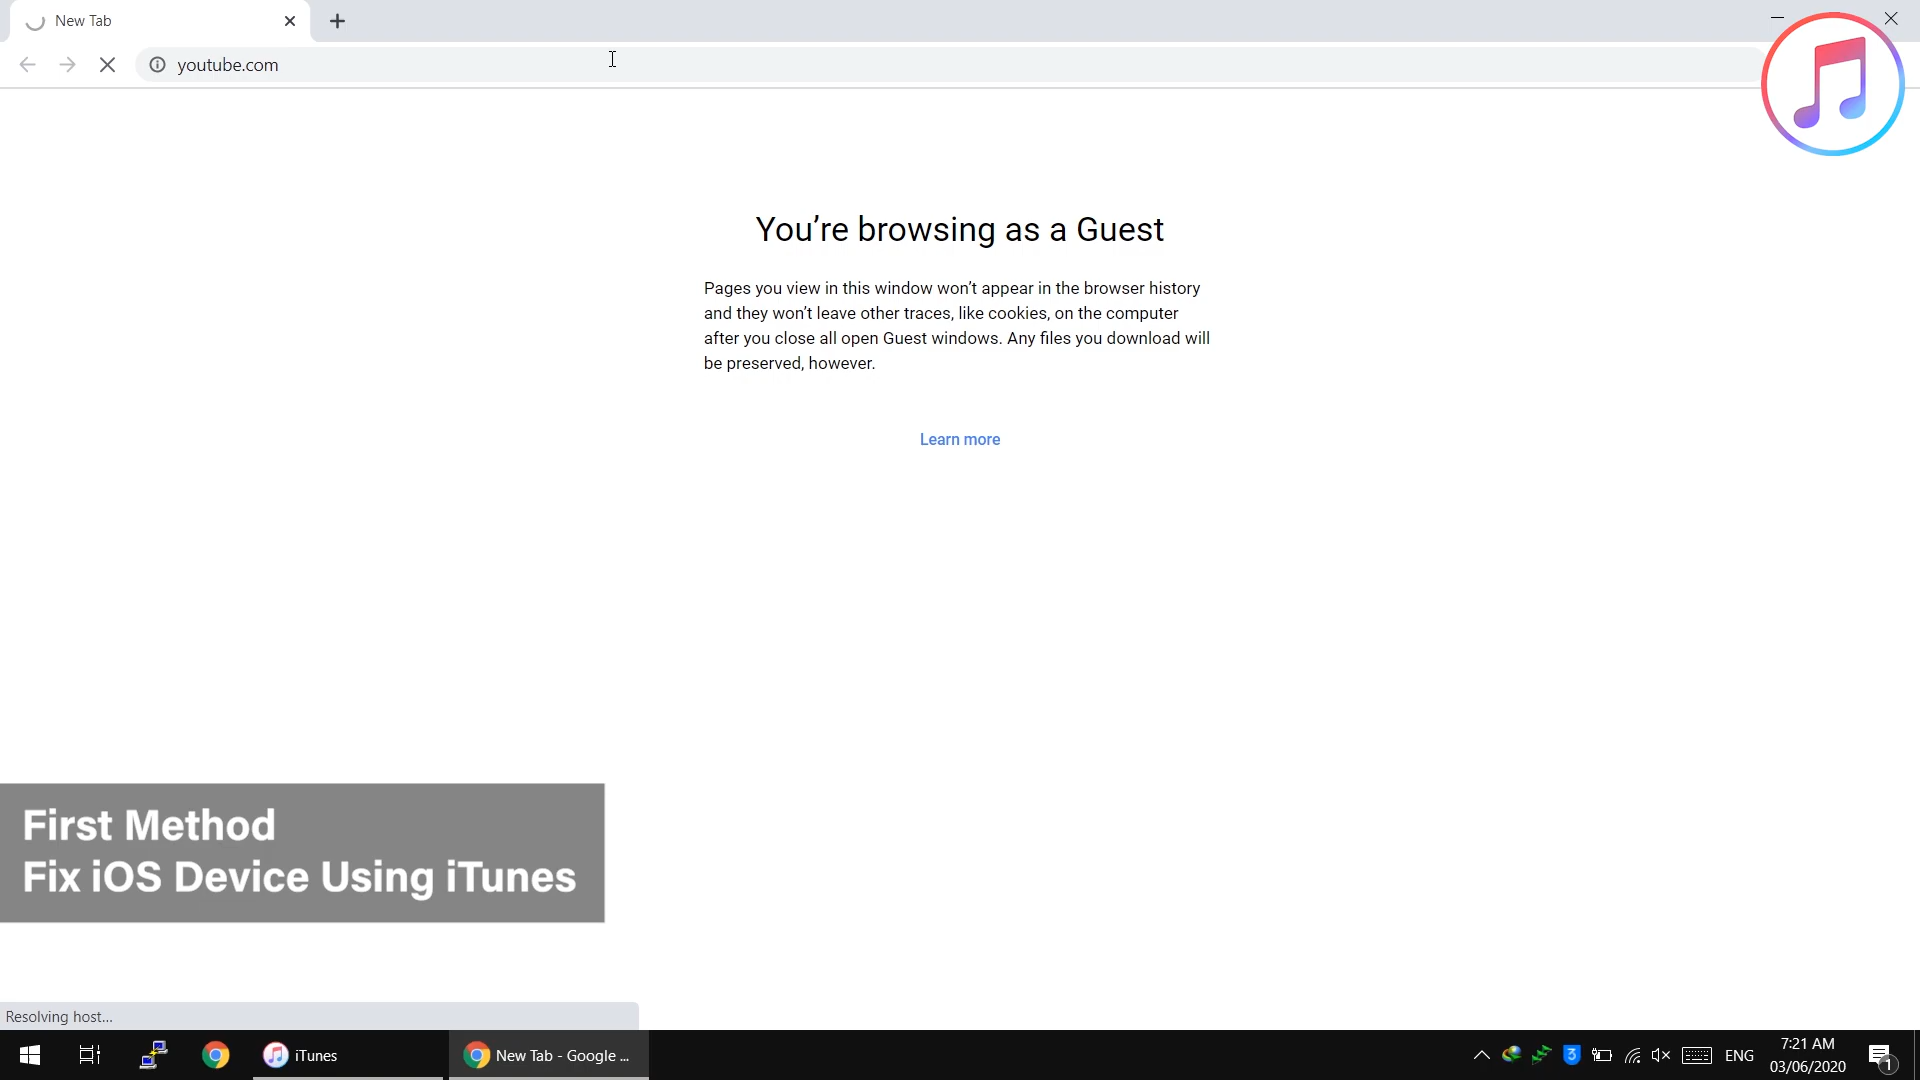 New Tab
youtube.com
You're browsing as a Guest
Pages you view in this window won't appear in the browser history
and they won't leave other traces, like cookies, on the computer
after you close all open Guest windows. Any files you download will
be preserved, however.
Learn more
First Method
Fix iOS Device Using iTunes
Resolving host...
iTunes
New Tab - Google ...
3
ENG
7:21 AM
03/06/2020
1